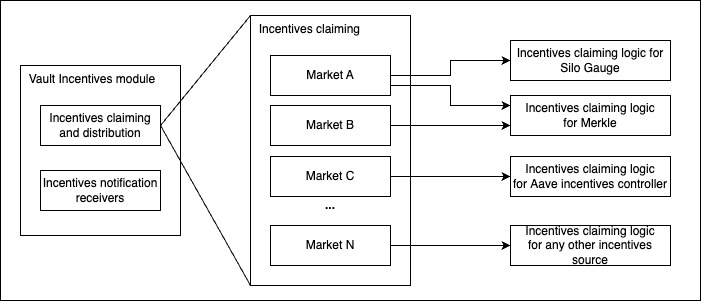 Vault Incentives module
Incentives claiming
and distribution
Incentives notification
receivers
Incentives claiming
Market A
Market B
Market C
...
Market N
Incentives claiming logic for
Silo Gauge
Incentives claiming logic
for Merkle
Incentives claiming logic
for Aave incentives controller
Incentives claiming logic
for any other incentives
source